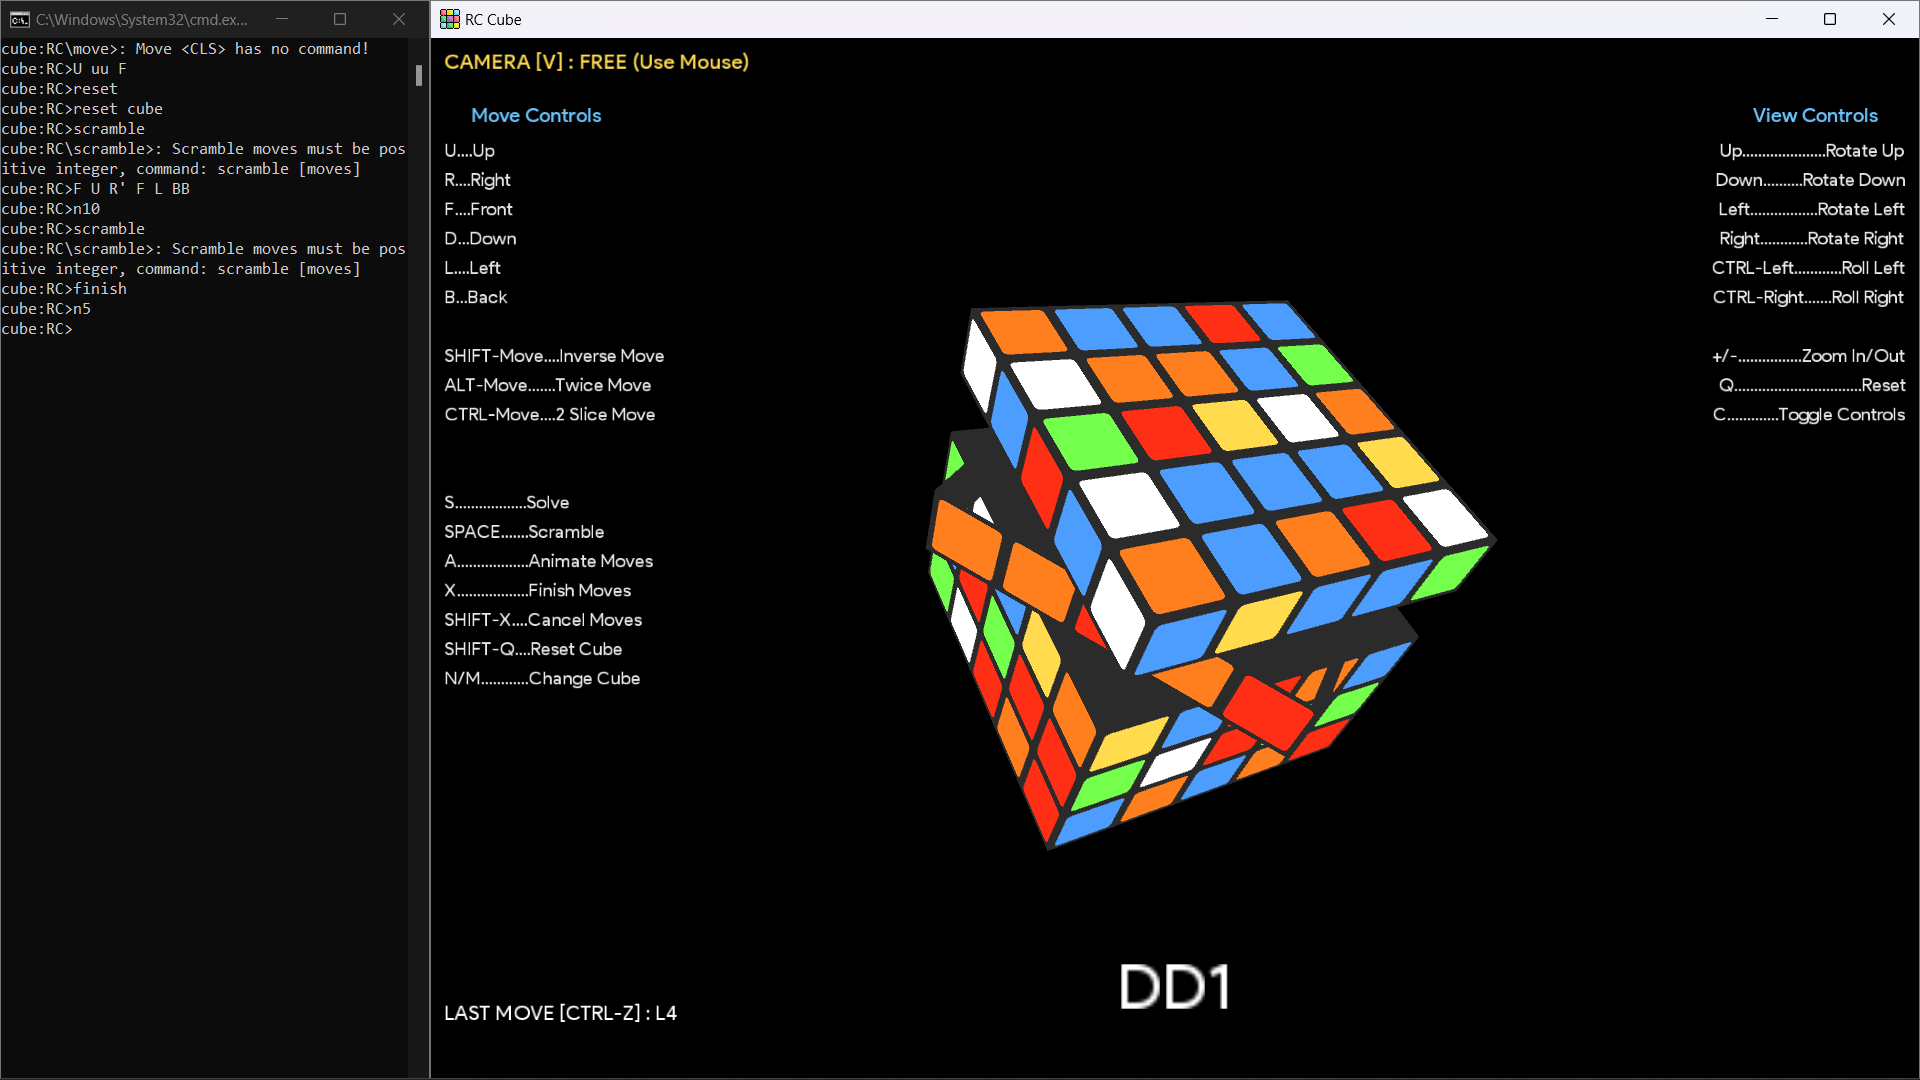 C:\Windows\System32\cmd.ex...
cube:RC\move>: Move <CLS> has no command!
cube:RC>U uu F
cube:RC>reset
cube:RC>reset cube
cube:RC>scramble
cube:RC\scramble>: Scramble moves must be pos
itive integer, command: scramble [moves]
cube:RC>F U R' F L BB
cube:RC>n10
cube:RC>scramble
cube:RC\scramble>: Scramble moves must be pos
itive integer, command: scramble [moves]
cube:RC>finish
cube:RC>n5
cube:RC>
RC Cube
CAMERA [V] : FREE (Use Mouse)
Move Controls
U....Up
R....Right
F....Front
D...Down
L....Left
B...Back
SHIFT-Move....Inverse Move
ALT-Move.......Twice Move
CTRL-Move....2 Slice Move
S..................Solve
SPACE.......Scramble
A..................Animate Moves
X..................Finish Moves
SHIFT-X....Cancel Moves
SHIFT-Q....Reset Cube
N/M............Change Cube
View Controls
Up.....................Rotate Up
Down..........Rotate Down
Left.................Rotate Left
Right............Rotate Right
CTRL-Left............Roll Left
CTRL-Right.......Roll Right
+/-................Zoom In/Out
Q................................Reset
C.............Toggle Controls
DD1
LAST MOVE [CTRL-Z] : L4